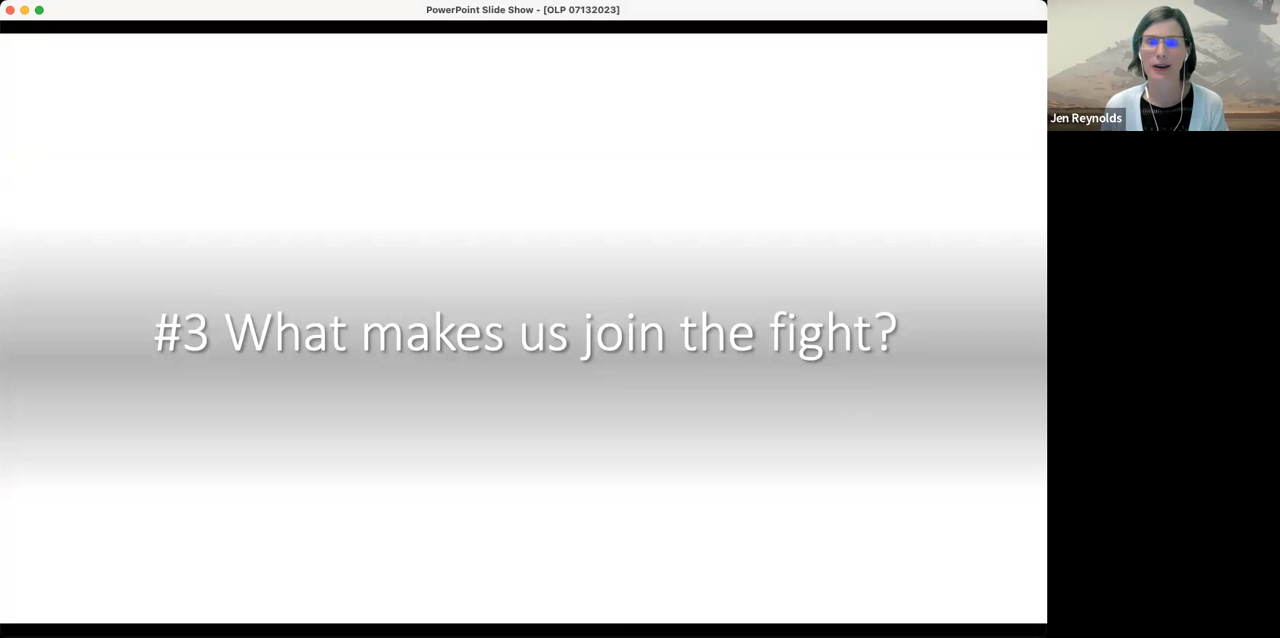 PowerPoint Slide Show - [OLP 07132023]
Jen Reynolds
#3 What makes us join the fight?